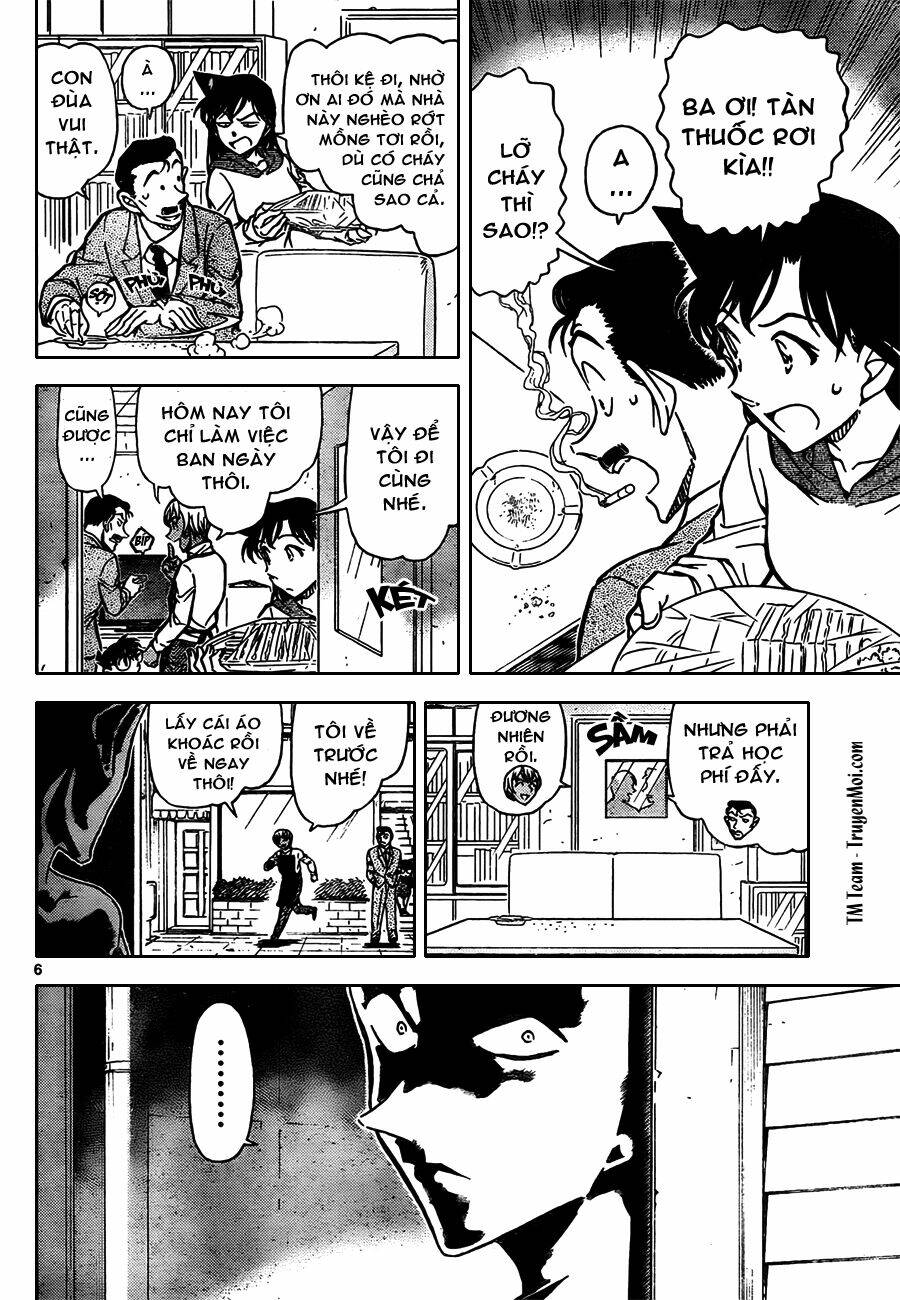 BA ƠI! TÀN
THUỐC RƠI
KÌA!!
A
...
LỠ
CHÁY
THÌ
SAO!?
THÔI KỆ ĐI, NHỜ
ƠN AI ĐÓ MÀ NHÀ
NÀY NGHÈO RỚT
MỒNG TƠI RỒI,
DÙ CÓ CHÁY
CŨNG CHẢ
SAO CẢ.
À
...
CON
ĐÙA
VUI
THẬT.
PHÙ
PHÙ
...
VẬY ĐỂ
TÔI ĐI
CÙNG
NHÉ.
KÉT
HÔM NAY TÔI
CHỈ LÀM VIỆC
BAN NGÀY
THÔI.
CŨNG
ĐƯỢC
...
BÍP
NHƯNG PHẢI
TRẢ HỌC
PHÍ ĐẤY.
SẦM
ĐƯƠNG
NHIÊN
RỒI.
TÔI VỀ
TRƯỚC
NHÉ!
LẤY CÁI ÁO
KHOÁC RỒI
VỀ NGAY
THÔI!
TM Team - TruyenMoi.com
6
........